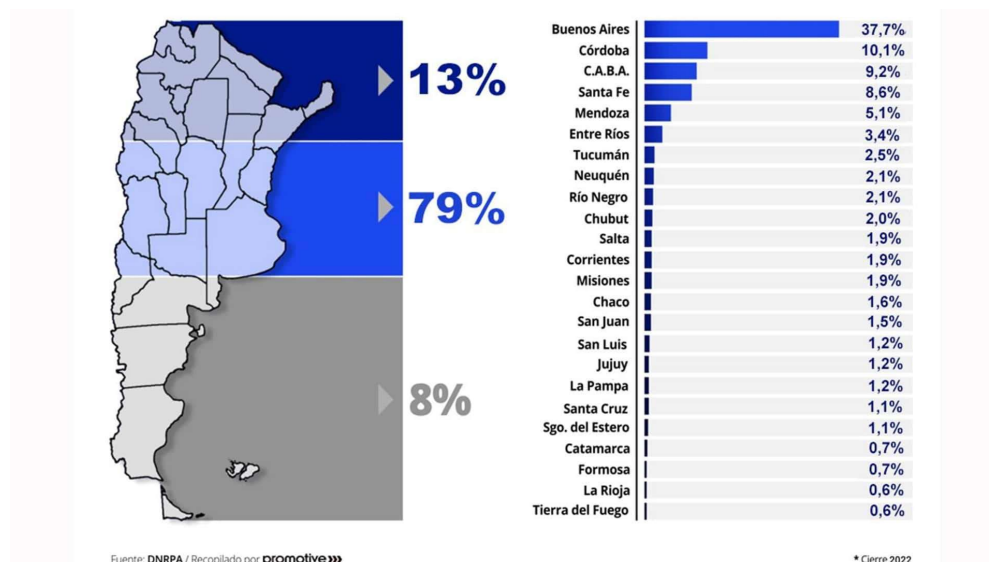 13%
79%
8%
Buenos Aires 37,7%
Córdoba 10,1%
C.A.B.A. 9,2%
Santa Fe 8,6%
Mendoza 5,1%
Entre Ríos 3,4%
Tucumán 2,5%
Neuquén 2,1%
Río Negro 2,1%
Chubut 2,0%
Salta 1,9%
Corrientes 1,9%
Misiones 1,9%
Chaco 1,6%
San Juan 1,5%
San Luis 1,2%
Jujuy 1,2%
La Pampa 1,2%
Santa Cruz 1,1%
Sgo. del Estero 1,1%
Catamarca 0,7%
Formosa 0,7%
La Rioja 0,6%
Tierra del Fuego 0,6%
Fuente: DNRPA / Recopilado por promotive
* Cierre 2022